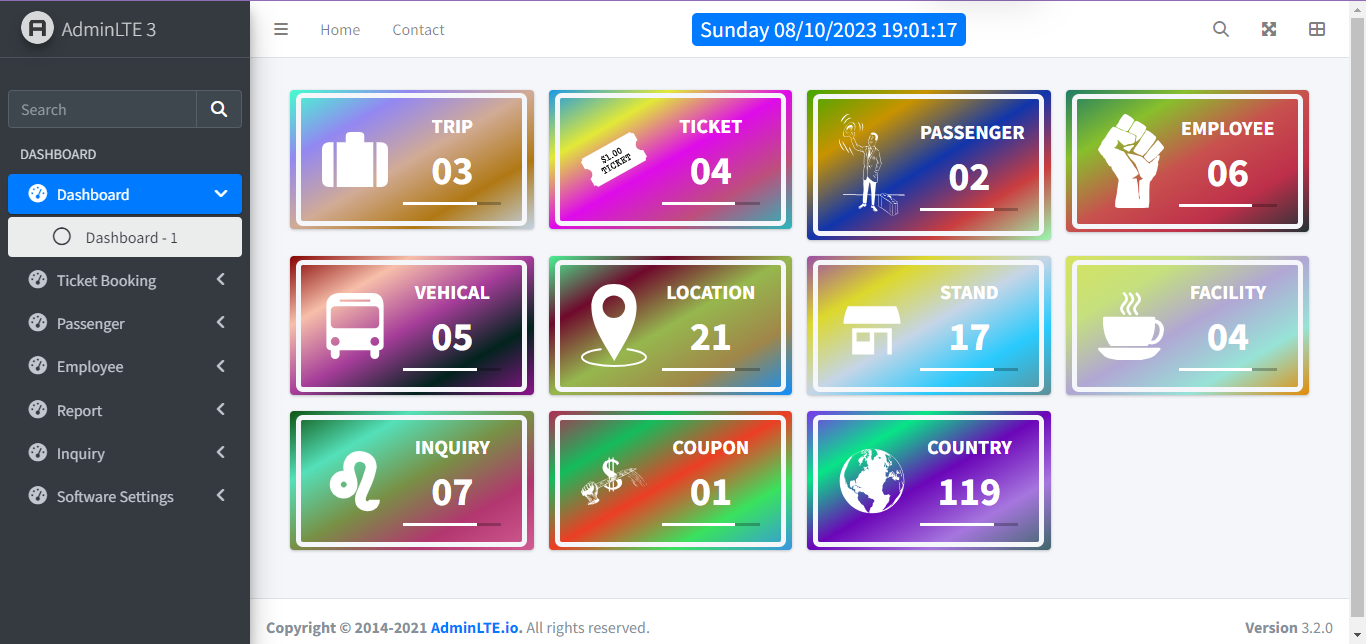 AdminLTE 3
Home
Contact
Sunday 08/10/2023 19:01:17
Search
DASHBOARD
Dashboard
Dashboard - 1
Ticket Booking
Passenger
Employee
Report
Inquiry
Software Settings
TRIP
03
$1.00
TICKET
TICKET
04
PASSENGER
02
EMPLOYEE
06
VEHICAL
05
LOCATION
21
STAND
17
FACILITY
04
INQUIRY
07
COUPON
01
COUNTRY
119
Copyright © 2014-2021 AdminLTE.io. All rights reserved.
Version 3.2.0